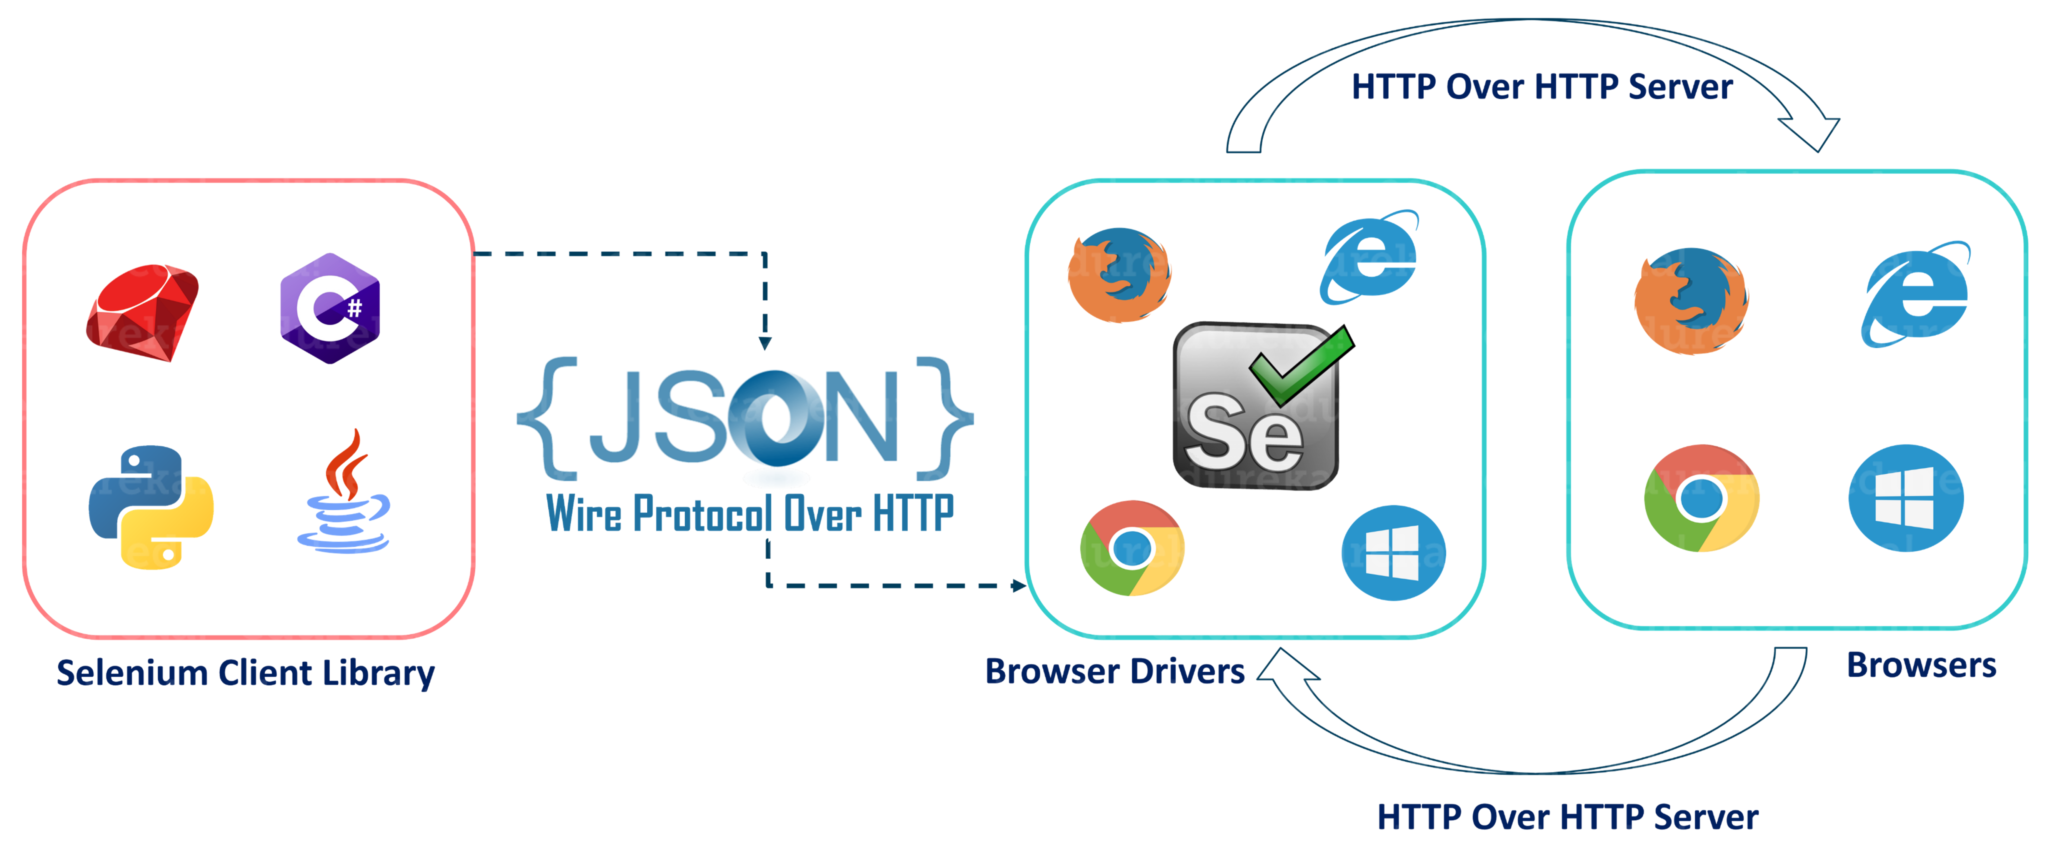 HTTP Over HTTP Server
C#
{JSON}
Wire Protocol Over HTTP
Se
Selenium Client Library
Browser Drivers
Browsers
HTTP Over HTTP Server